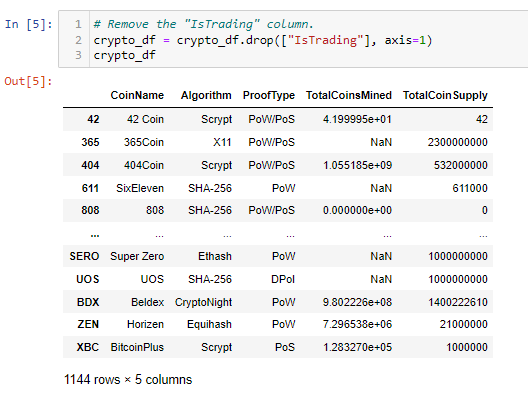 In [5]:
1 # Remove the "IsTrading" column.
2 crypto_df = crypto_df.drop(["IsTrading"], axis=1)
3 crypto_df
Out[5]:
CoinName Algorithm ProofType TotalCoinsMined TotalCoinSupply
42 42 Coin Scrypt PoW/PoS 4.199995e+01 42
365 365Coin X11 PoW/PoS NaN 2300000000
404 404Coin Scrypt PoW/PoS 1.055185e+09 532000000
611 SixEleven SHA-256 PoW NaN 611000
808 808 SHA-256 PoW/PoS 0.000000e+00 0
... ... ... ... ... ...
SERO Super Zero Ethash PoW NaN 1000000000
UOS UOS SHA-256 DPoI NaN 1000000000
BDX Beldex CryptoNight PoW 9.802226e+08 1400222610
ZEN Horizen Equihash PoW 7.296538e+06 21000000
XBC BitcoinPlus Scrypt PoS 1.283270e+05 1000000
1144 rows × 5 columns